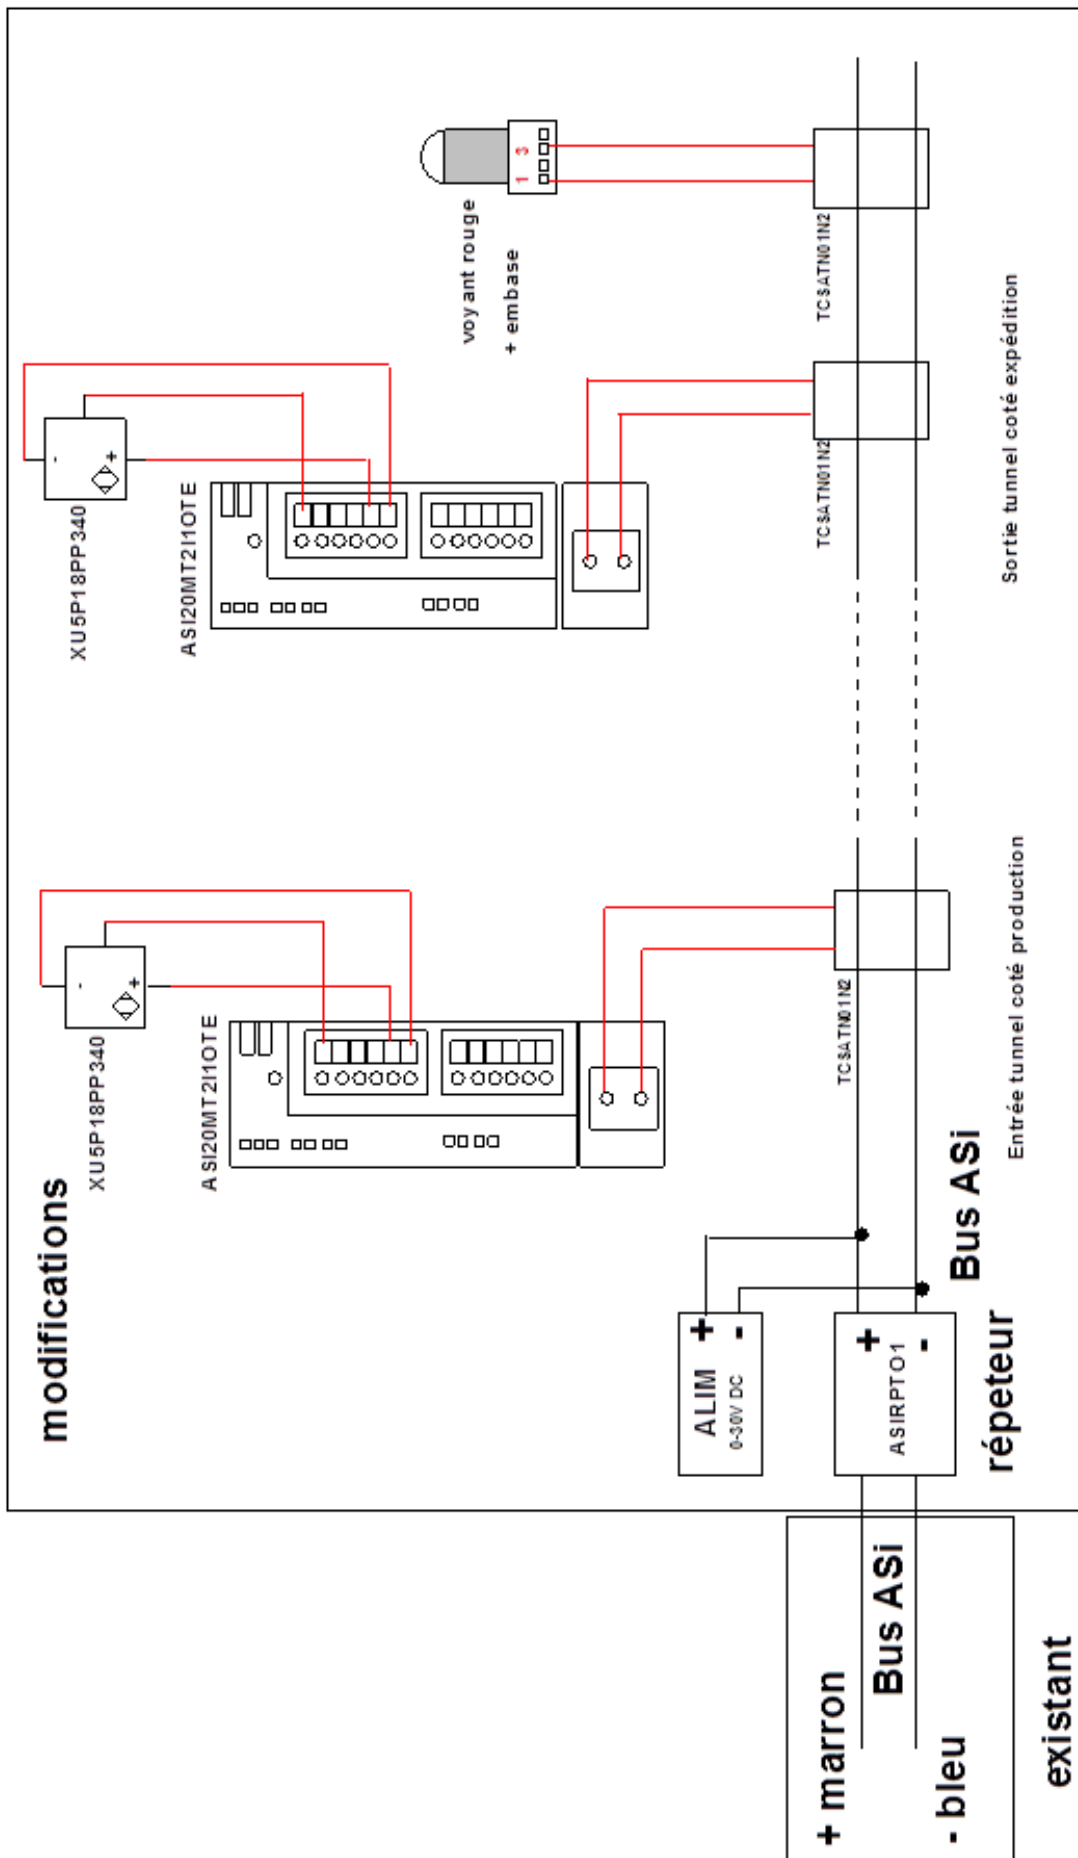 modifications
XU5P18PP340
XU5P18PP340
-
+
-
+
ASI20MT2I1OTE
ASI20MT2I1OTE
voyant rouge
+ embase
1 3
ALIM
0-30V DC
+
-
TCSATN01N2
TCSATN01N2
TCSATN01N2
+ marron
Bus ASi
- bleu
existant
+
ASIRPTO1
-
répeteur
Bus ASi
Entrée tunnel coté production
Sortie tunnel coté expédition